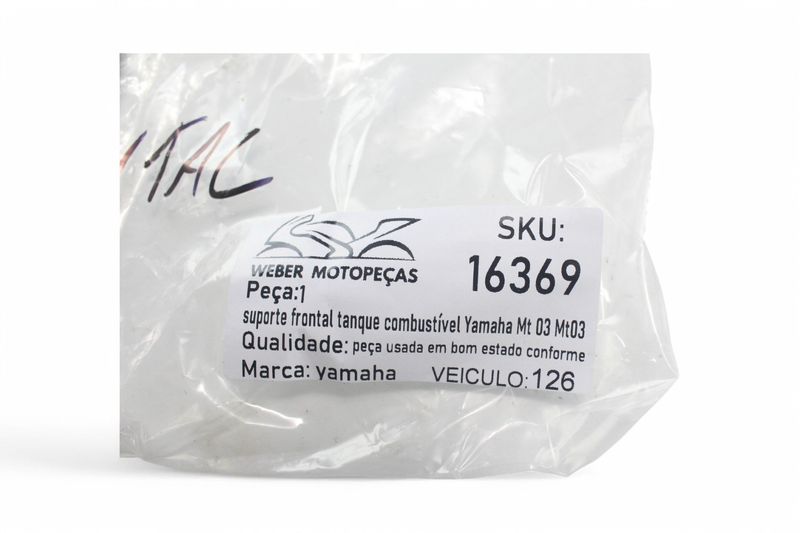 SKU:
WEBER MOTOPEÇAS
16369
Peça:1
suporte frontal tanque combustível Yamaha Mt 03 Mt03
Qualidade: peça usada em bom estado conforme
Marca: yamaha VEICULO:126